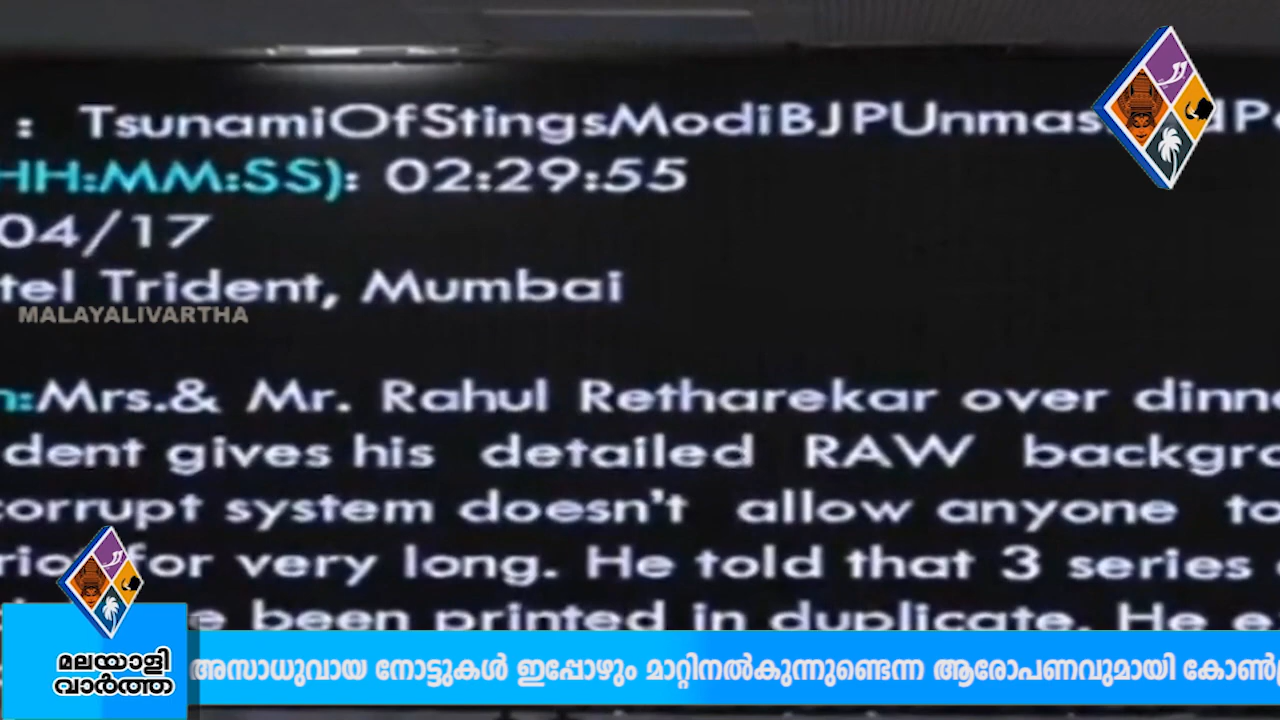 : TsunamiOfStingsModiBJPUnmas
HH:MM:SS): 02:29:55
04/17
tel Trident, Mumbai
MALAYALIVARTHA
n:Mrs.& Mr. Rahul Retharekar over dinn
dent gives his detailed RAW backgro
corrupt system doesn't allow anyone to
for very long. He told that 3 series
been printed in duplicate. He e
മലയാളി
വാർത്ത
അസാധുവായ നോട്ടുകൾ ഇപ്പോഴും മാറ്റിനൽകുന്നുണ്ടെന്ന ആരോപണവുമായി കോൺ